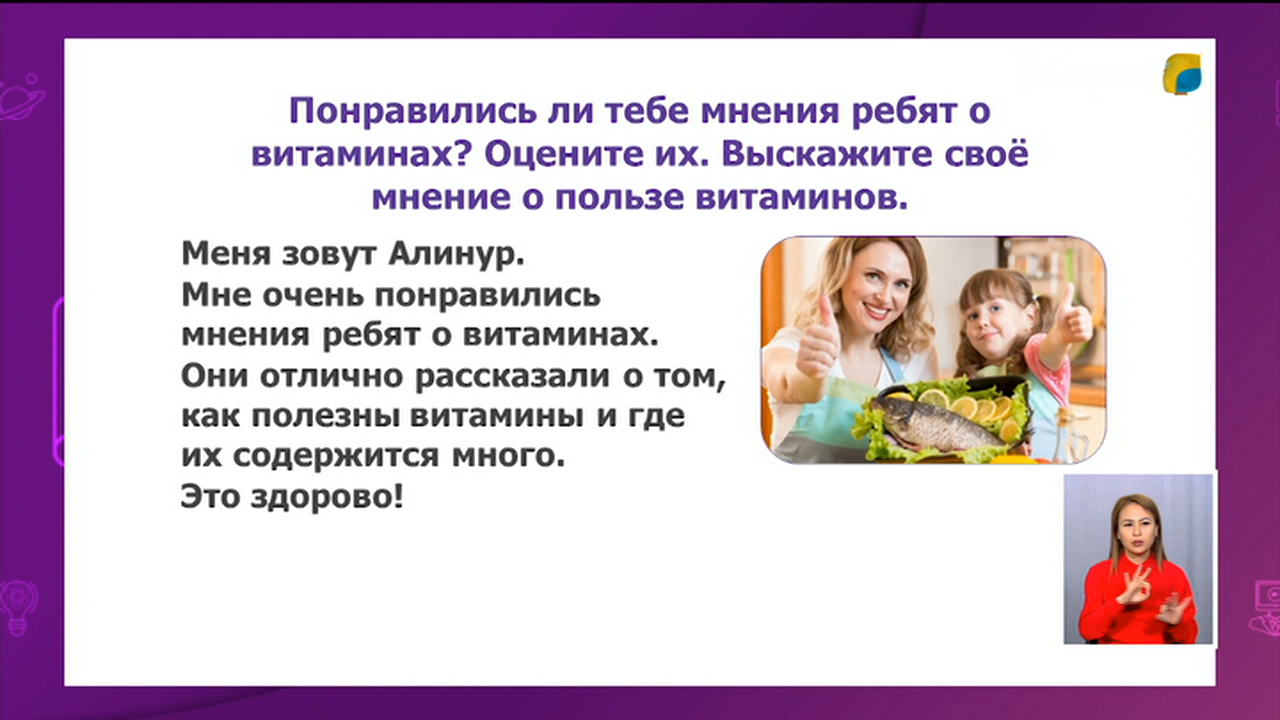 Понравились ли тебе мнения ребят о
витаминах? Оцените их. Выскажите своё
мнение о пользе витаминов.
Меня зовут Алинур.
Мне очень понравились
мнения ребят о витаминах.
Они отлично рассказали о том,
как полезны витамины и где
их содержится много.
Это здорово!